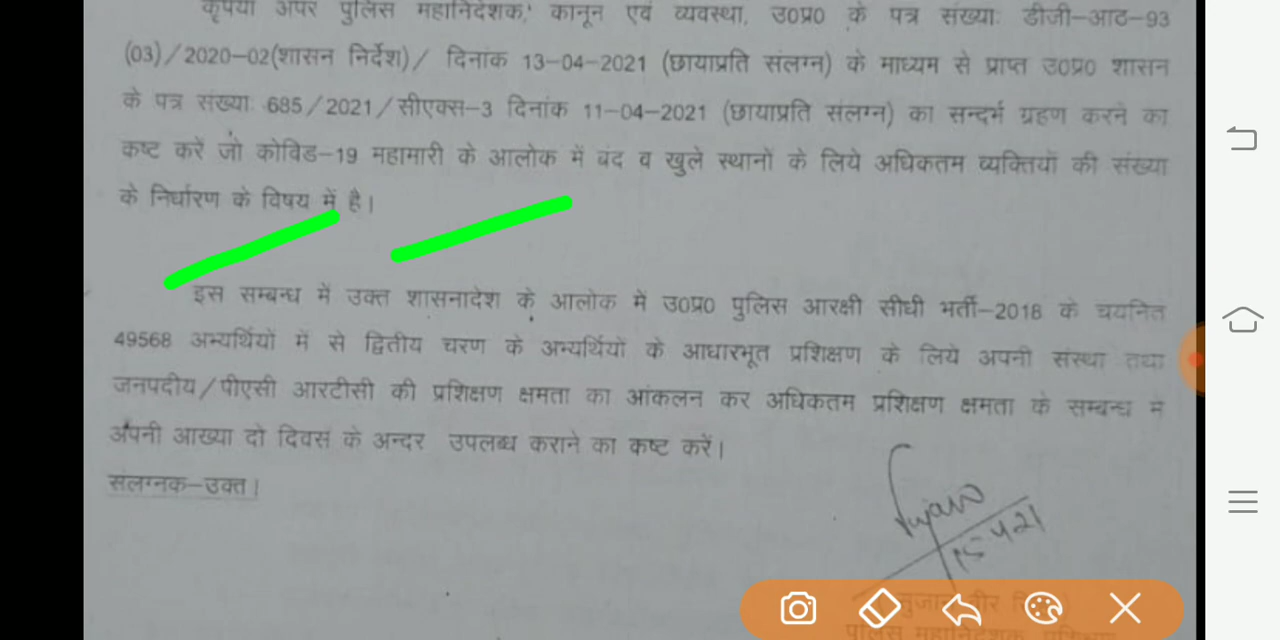 कृपया अपर पुलिस महानिदेशक, कानून एवं व्यवस्था, उ0प्र0 के पत्र संख्याः डीजी-आठ-93
(03)/2020-02(शासन निर्देश)/ दिनांक 13-04-2021 (छायाप्रति संलग्न) के माध्यम से प्राप्त उ0प्र0 शासन
के पत्र संख्याः 685/2021/सीएक्स-3 दिनांक 11-04-2021 (छायाप्रति संलग्न) का सन्दर्भ ग्रहण करने का
कष्ट करें जो कोविड-19 महामारी के आलोक में बंद व खुले स्थानों के लिये अधिकतम व्यक्तियों की संख्या
के निर्धारण के विषय में है।
इस सम्बन्ध में उक्त शासनादेश के आलोक में उ0प्र0 पुलिस आरक्षी सीधी भर्ती-2018 के चयनित
49568 अभ्यर्थियों में से द्वितीय चरण के अभ्यर्थियों के आधारभूत प्रशिक्षण के लिये अपनी संस्था तथा
जनपदीय/पीएसी आरटीसी की प्रशिक्षण क्षमता का आंकलन कर अधिकतम प्रशिक्षण क्षमता के सम्बन्ध में
अपनी आख्या दो दिवस के अन्दर उपलब्ध कराने का कष्ट करें।
संलग्नक-उक्त।
15.4.21
पुलिस महानिदेशक